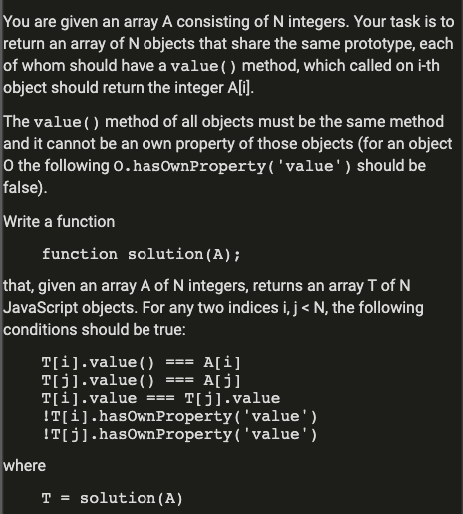 You are given an array A consisting of N integers. Your task is to
return an array of N objects that share the same prototype, each
of whom should have a value() method, which called on i-th
object should return the integer A[i].
The value() method of all objects must be the same method
and it cannot be an own property of those objects (for an object
O the following O.hasOwnProperty('value') should be
false).
Write a function
function solution(A);
that, given an array A of N integers, returns an array T of N
JavaScript objects. For any two indices i, j < N, the following
conditions should be true:
T[i].value() === A[i]
T[j].value() === A[j]
T[i].value === T[j].value
!T[i].hasOwnProperty('value')
!T[j].hasOwnProperty('value')
where
T = solution(A)